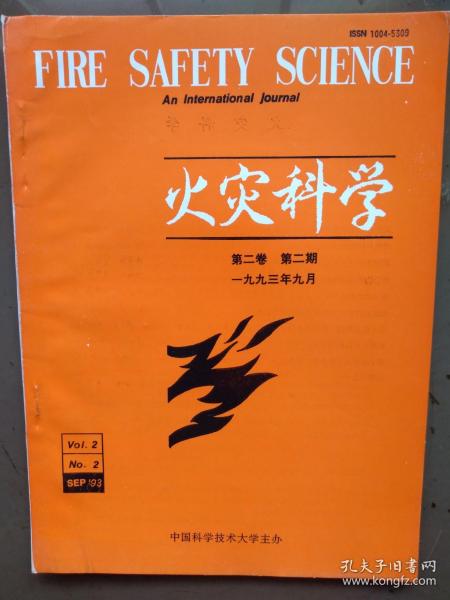 ISSN 1004-5309
FIRE SAFETY SCIENCE
An International Journal
火灾科学
第二卷 第二期
一九九三年九月
Vol. 2
No. 2
SEP.'93
中国科学技术大学主办
孔夫子旧书网
www.kongfz.com